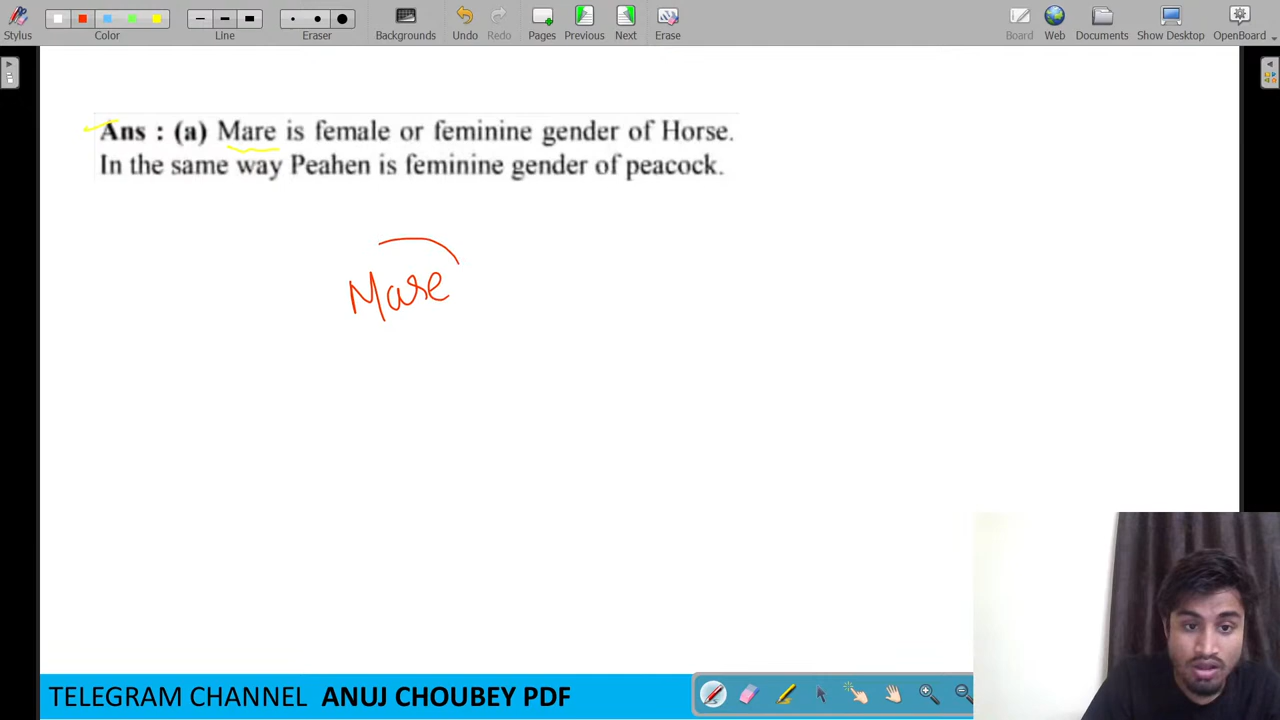 Stylus
Color
Line
Eraser
Backgrounds
Undo
Redo
Pages
Previous
Next
Erase
Board
Web
Documents
Show Desktop
OpenBoard
Ans : (a) Mare is female or feminine gender of Horse.
In the same way Peahen is feminine gender of peacock.
Mare
TELEGRAM CHANNEL ANUJ CHOUBEY PDF